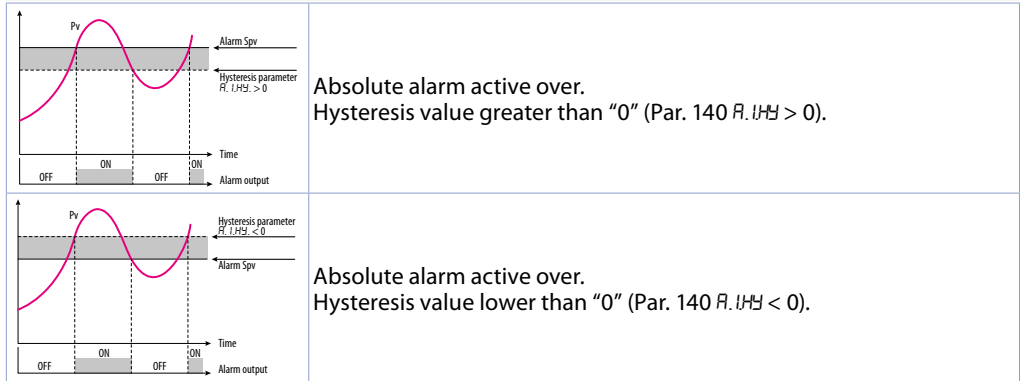 Pv
Alarm Spv
Hysteresis parameter
A.1.HY. > 0
Time
ON
ON
OFF
OFF
Alarm output
Absolute alarm active over.
Hysteresis value greater than “0” (Par. 140 A.1.HY > 0).
Pv
Hysteresis parameter
A.1.HY. < 0
Alarm Spv
Time
ON
ON
OFF
OFF
Alarm output
Absolute alarm active over.
Hysteresis value lower than “0” (Par. 140 A.1.HY < 0).